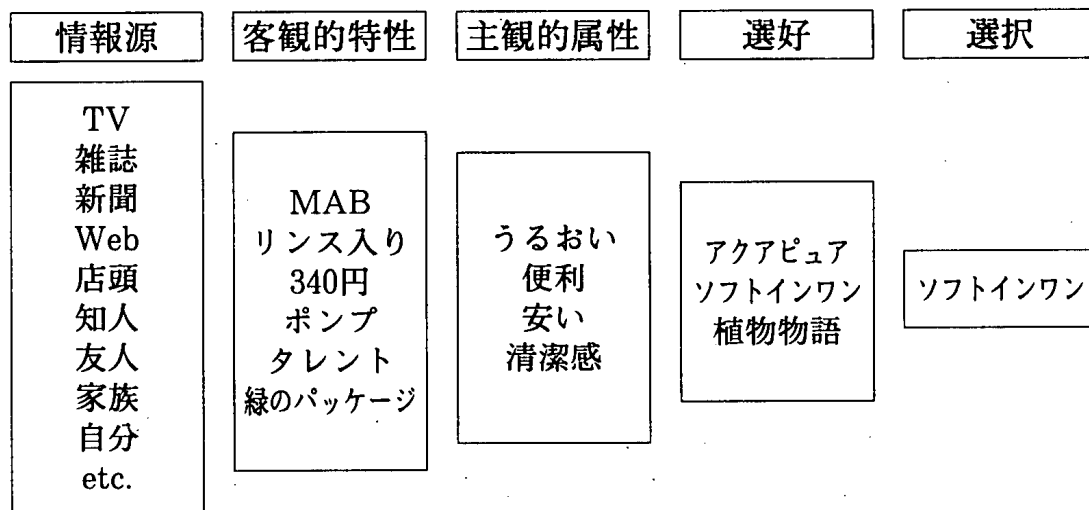 情報源
客観的特性
主観的属性
選好
選択
TV
雑誌
新聞
Web
店頭
知人
友人
家族
自分
etc.
MAB
リンス入り
340円
ポンプ
タレント
緑のパッケージ
うるおい
便利
安い
清潔感
アクアピュア
ソフトインワン
植物物語
ソフトインワン